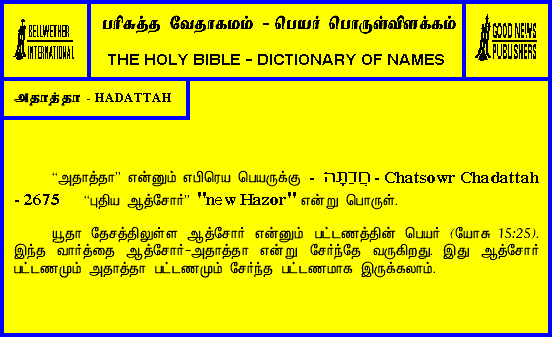 BELLWETHER
INTERNATIONAL
பரிசுத்த வேதாகமம் - பெயர் பொருள்விளக்கம்
THE HOLY BIBLE - DICTIONARY OF NAMES
GOOD NEWS
PUBLISHERS
அதாத்தா - HADATTAH
“அதாத்தா” என்னும் எபிரெய பெயருக்கு - חֲדַתָּה - Chatsowr Chadattah
- 2675 “புதிய ஆத்சோர்” "new Hazor" என்று பொருள்.
யூதா தேசத்திலுள்ள ஆத்சோர் என்னும் பட்டணத்தின் பெயர் (யோசு 15:25).
இந்த வார்த்தை ஆத்சோர்-அதாத்தா என்று சேர்ந்தே வருகிறது. இது ஆத்சோர்
பட்டணமும் அதாத்தா பட்டணமும் சேர்ந்த பட்டணமாக இருக்கலாம்.